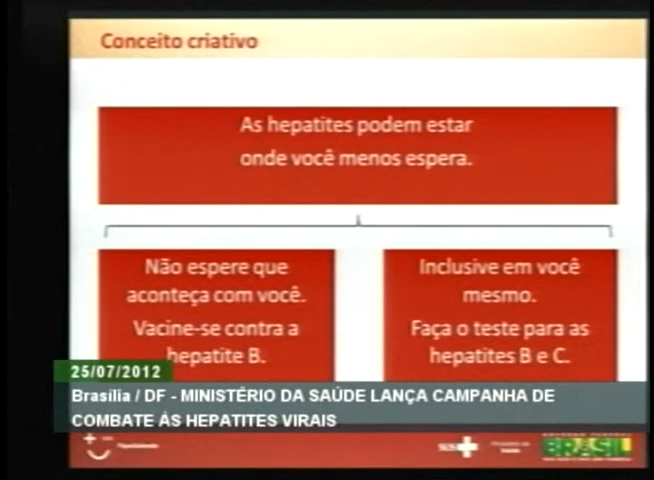 Conceito criativo
As hepatites podem estar
onde você menos espera.
Não espere que
aconteça com você.
Vacine-se contra a
hepatite B.
Inclusive em você
mesmo.
Faça o teste para as
hepatites B e C.
25/07/2012
Brasília / DF - MINISTÉRIO DA SAÚDE LANÇA CAMPANHA DE
COMBATE ÀS HEPATITES VIRAIS
SUS
BRASIL